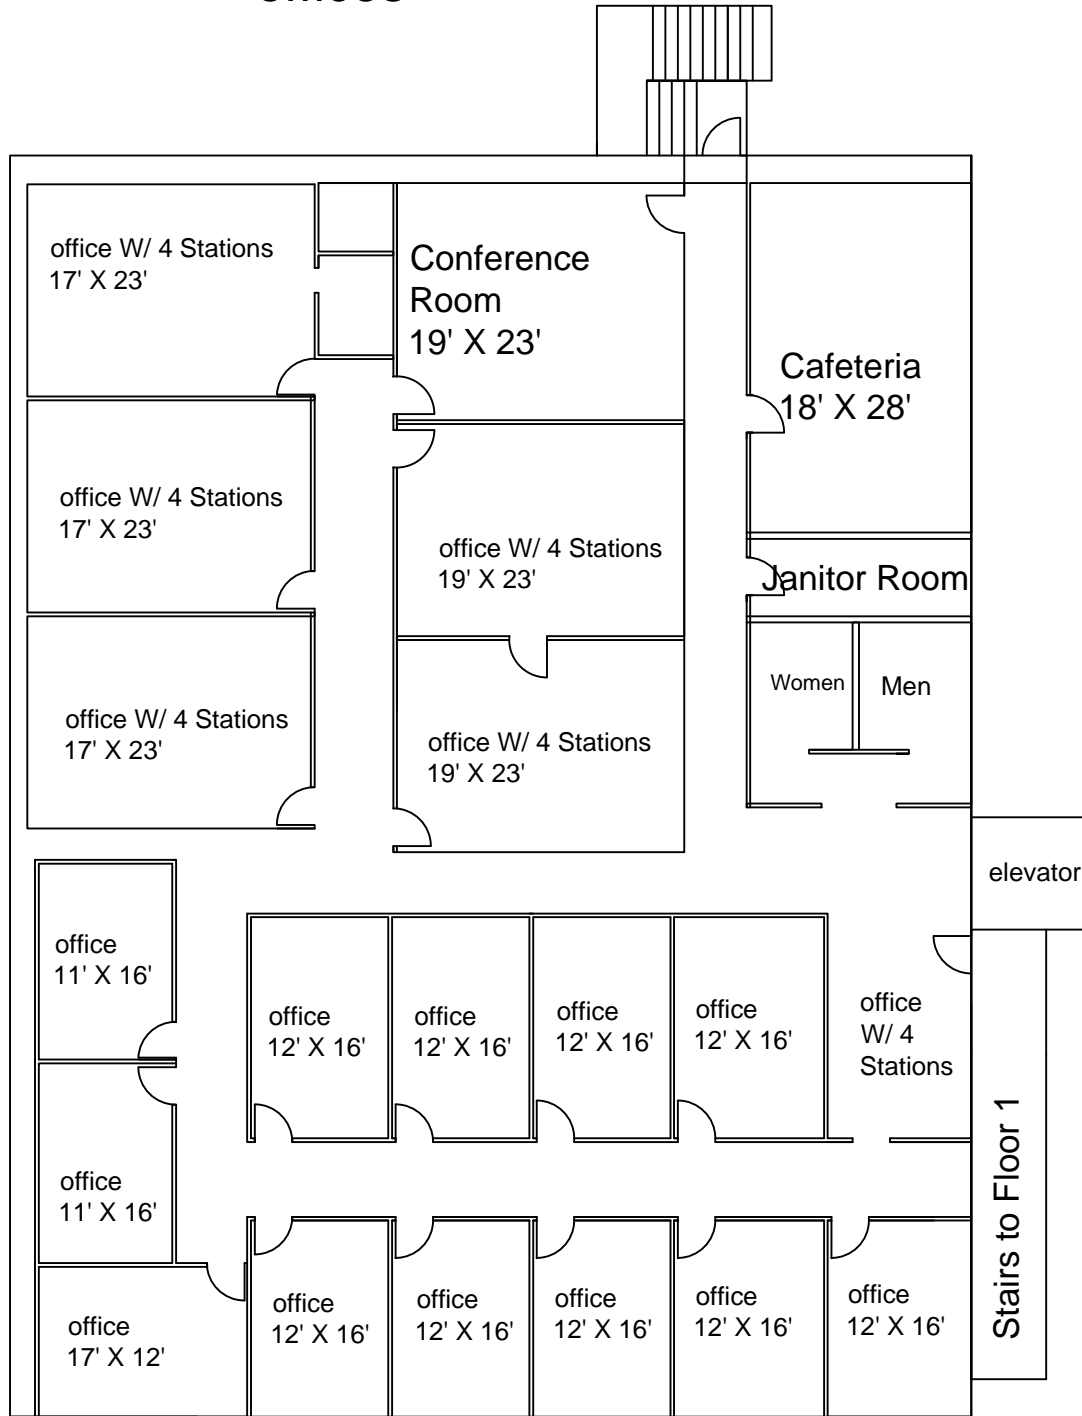 office W/ 4 Stations
17' X 23'
Conference
Room
19' X 23'
Cafeteria
18' X 28'
office W/ 4 Stations
17' X 23'
office W/ 4 Stations
19' X 23'
Janitor Room
Women
Men
office W/ 4 Stations
17' X 23'
office W/ 4 Stations
19' X 23'
elevator
office
11' X 16'
office
12' X 16'
office
12' X 16'
office
12' X 16'
office
12' X 16'
office
W/ 4
Stations
Stairs to Floor 1
office
11' X 16'
office
17' X 12'
office
12' X 16'
office
12' X 16'
office
12' X 16'
office
12' X 16'
office
12' X 16'